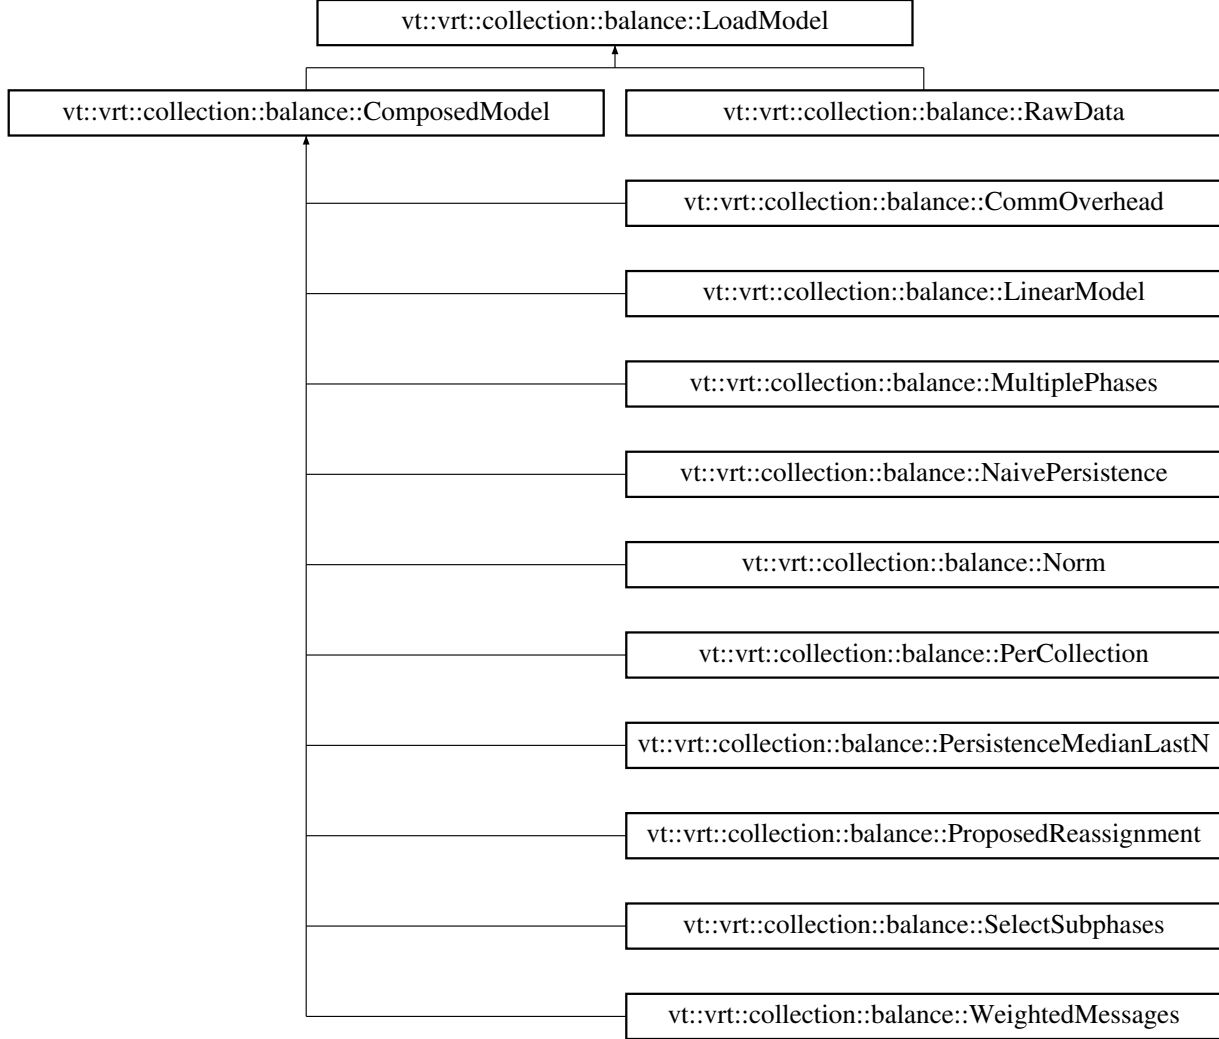 vt::vrt::collection::balance::LoadModel
vt::vrt::collection::balance::ComposedModel
vt::vrt::collection::balance::RawData
vt::vrt::collection::balance::CommOverhead
vt::vrt::collection::balance::LinearModel
vt::vrt::collection::balance::MultiplePhases
vt::vrt::collection::balance::NaivePersistence
vt::vrt::collection::balance::Norm
vt::vrt::collection::balance::PerCollection
vt::vrt::collection::balance::PersistenceMedianLastN
vt::vrt::collection::balance::ProposedReassignment
vt::vrt::collection::balance::SelectSubphases
vt::vrt::collection::balance::WeightedMessages